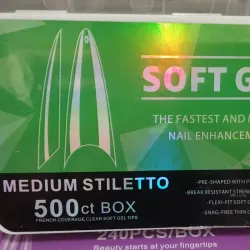 SOFT G
THE FASTEST AND M
NAIL ENHANCEM
MEDIUM STILETTO
500ct BOX
FRENCH COVERAGE CLEAR SOFT GEL TIPS
-PRE-SHAPED WITH P
-BREAK RESISTANT STREN
-FLEXI-FIT SOFT G
-SNAG-FREE THIN C
240PCS/BOX
Beauty starts at your fingertips